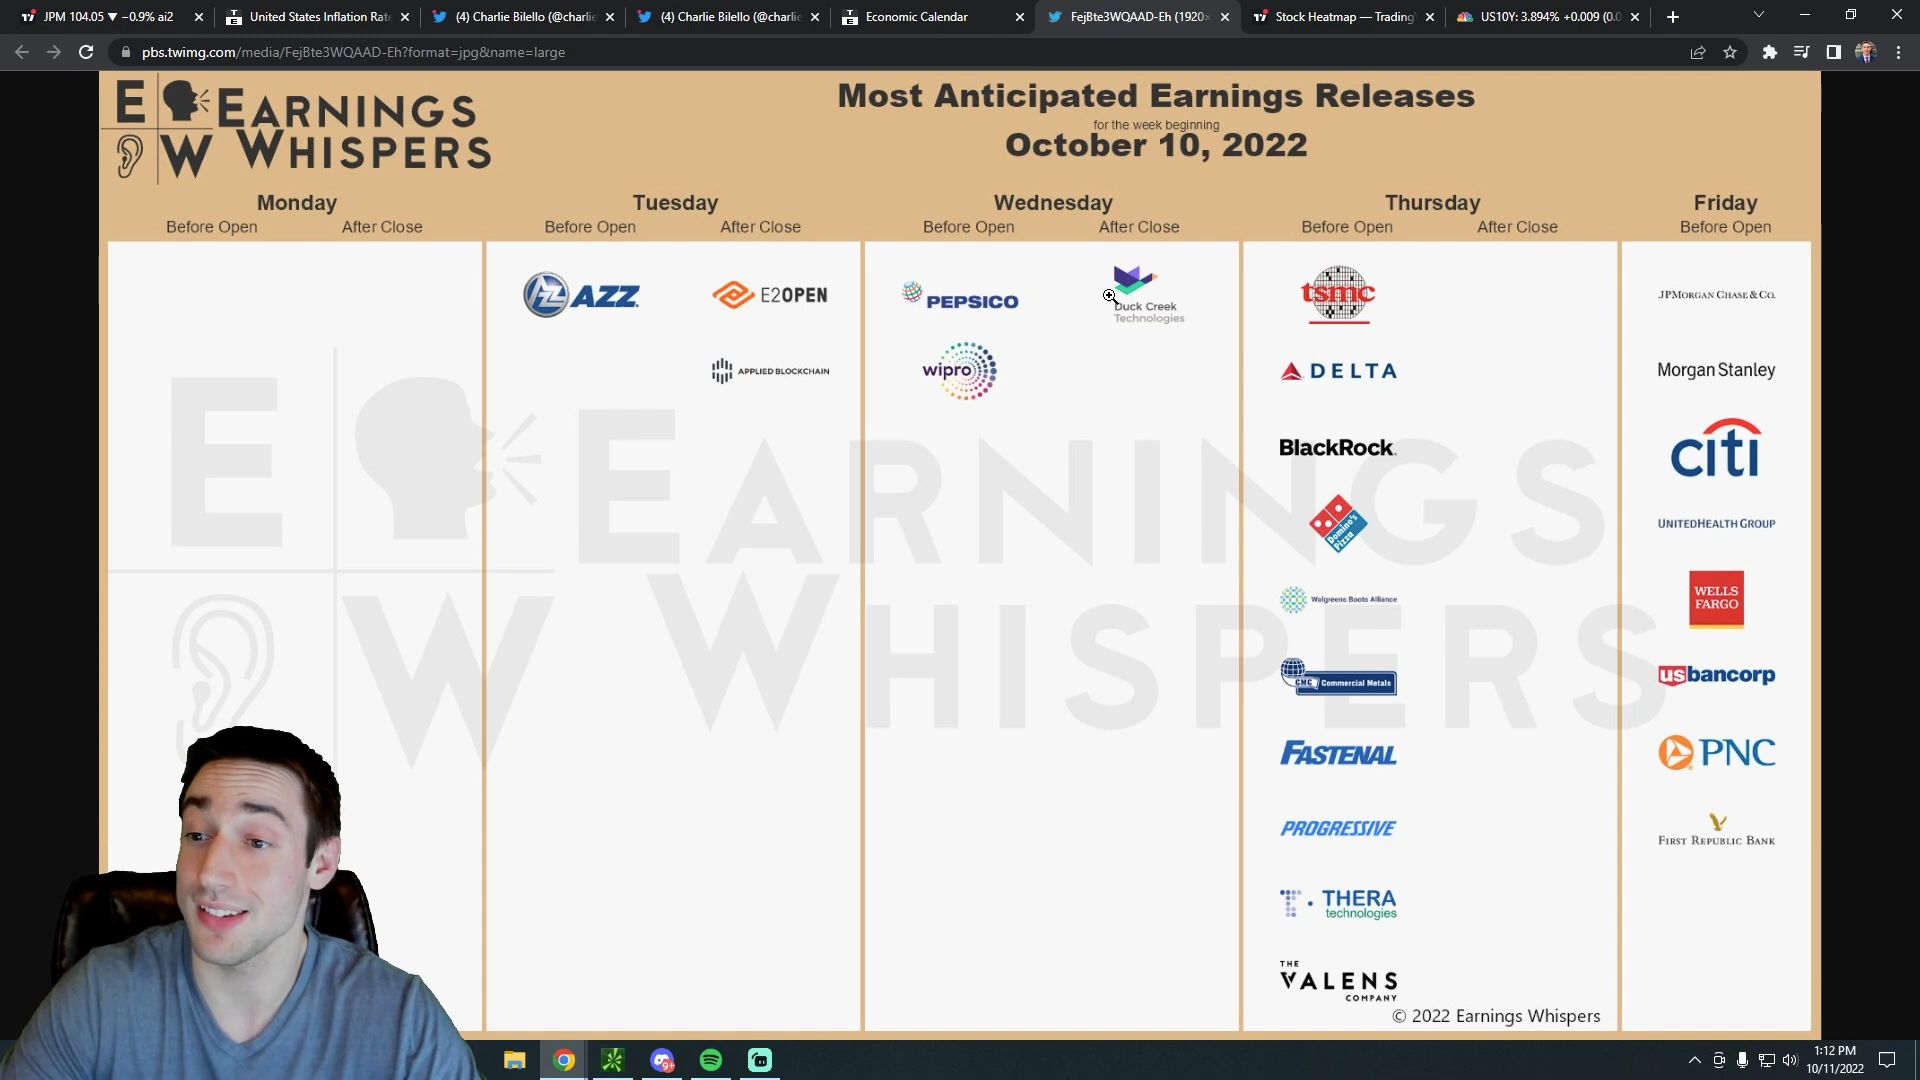 JPM 104.05 ▼ −0.9% ai2
United States Inflation Rat
(4) Charlie Bilello (@charlie
(4) Charlie Bilello (@charlie
Economic Calendar
FejBte3WQAAD-Eh (1920×
Stock Heatmap — Trading
US10Y: 3.894% +0.009 (0.0
pbs.twimg.com/media/FejBte3WQAAD-Eh?format=jpg&name=large
E
W
EARNINGS
WHISPERS
Most Anticipated Earnings Releases
for the week beginning
October 10, 2022
Monday
Tuesday
Wednesday
Thursday
Friday
Before Open
After Close
Before Open
After Close
Before Open
After Close
Before Open
After Close
Before Open
AZZ
E2OPEN
PEPSICO
Duck Creek
Technologies
tsmc
JPMORGAN CHASE & CO.
APPLIED BLOCKCHAIN
wipro
DELTA
Morgan Stanley
BLACKROCK
citi
Domino's
Pizza
UNITEDHEALTH GROUP
Walgreens Boots Alliance
WELLS
FARGO
CMC Commercial Metals
usbancorp
FASTENAL
PNC
PROGRESSIVE
FIRST REPUBLIC BANK
THERA
technologies
THE
VALENS
COMPANY
E
EARNINGS
W
WHISPERS
© 2022 Earnings Whispers
9+
1:12 PM
10/11/2022